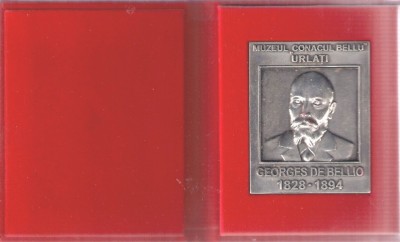 MUZEUL CONACUL BELLU
URLAȚI
GEORGES DE BELLIO
1828-1894